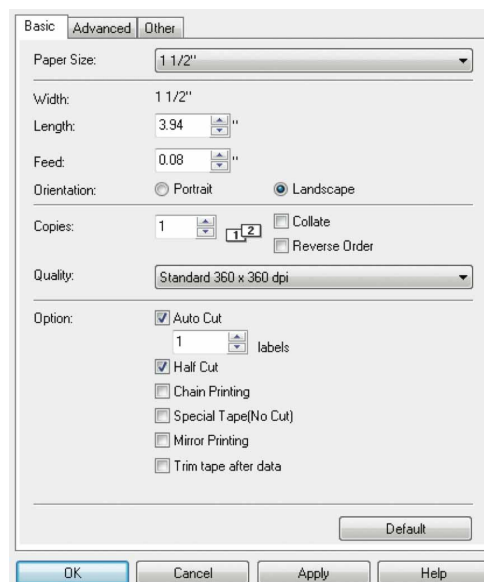 Basic Advanced Other
Paper Size: 1 1/2"
Width: 1 1/2"
Length: 3.94 "
Feed: 0.08 "
Orientation: Portrait Landscape
Copies: 1 1 2 Collate
Reverse Order
Quality: Standard 360 x 360 dpi
Option: Auto Cut
1 labels
Half Cut
Chain Printing
Special Tape(No Cut)
Mirror Printing
Trim tape after data
Default
OK Cancel Apply Help